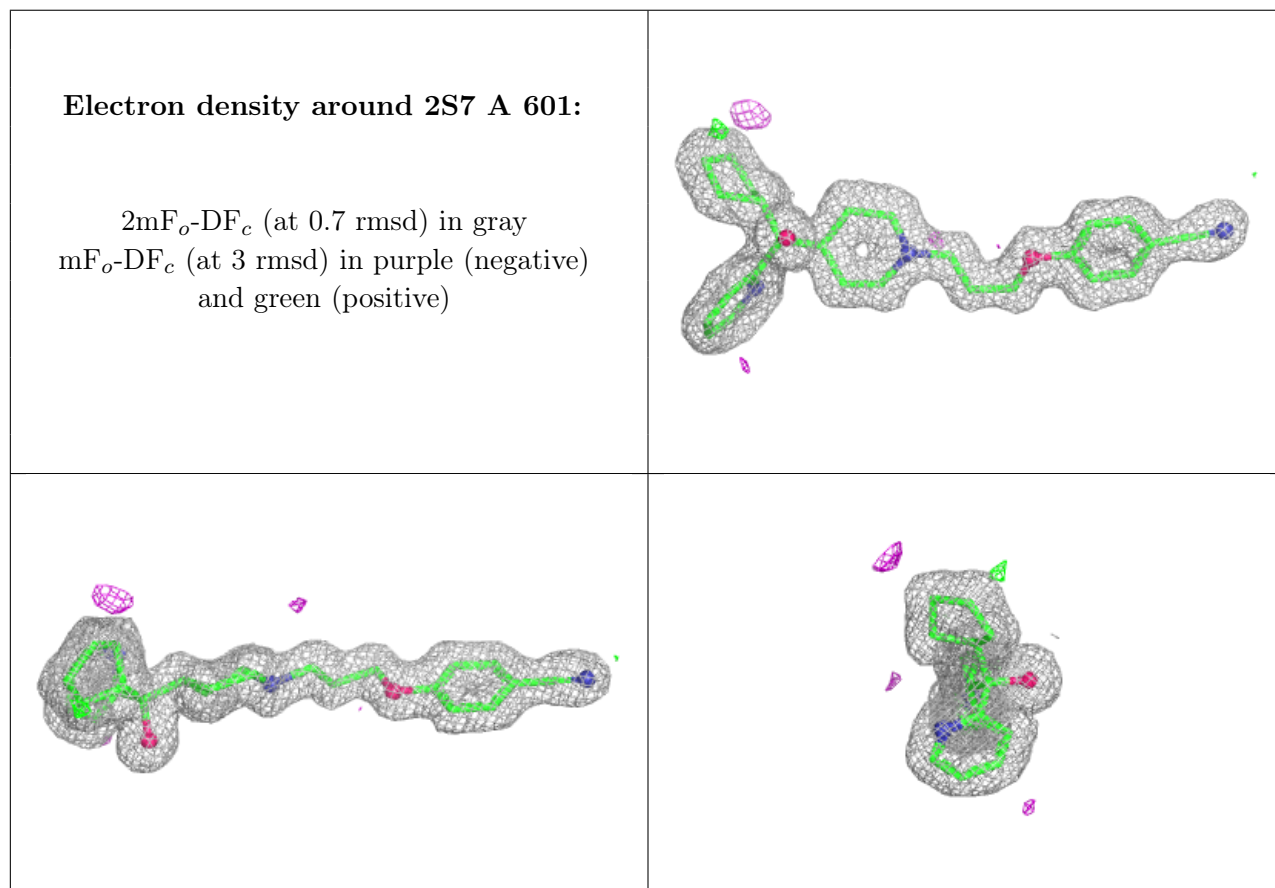 Electron density around 2S7 A 601:
2mFo-DFc (at 0.7 rmsd) in gray
mFo-DFc (at 3 rmsd) in purple (negative)
and green (positive)